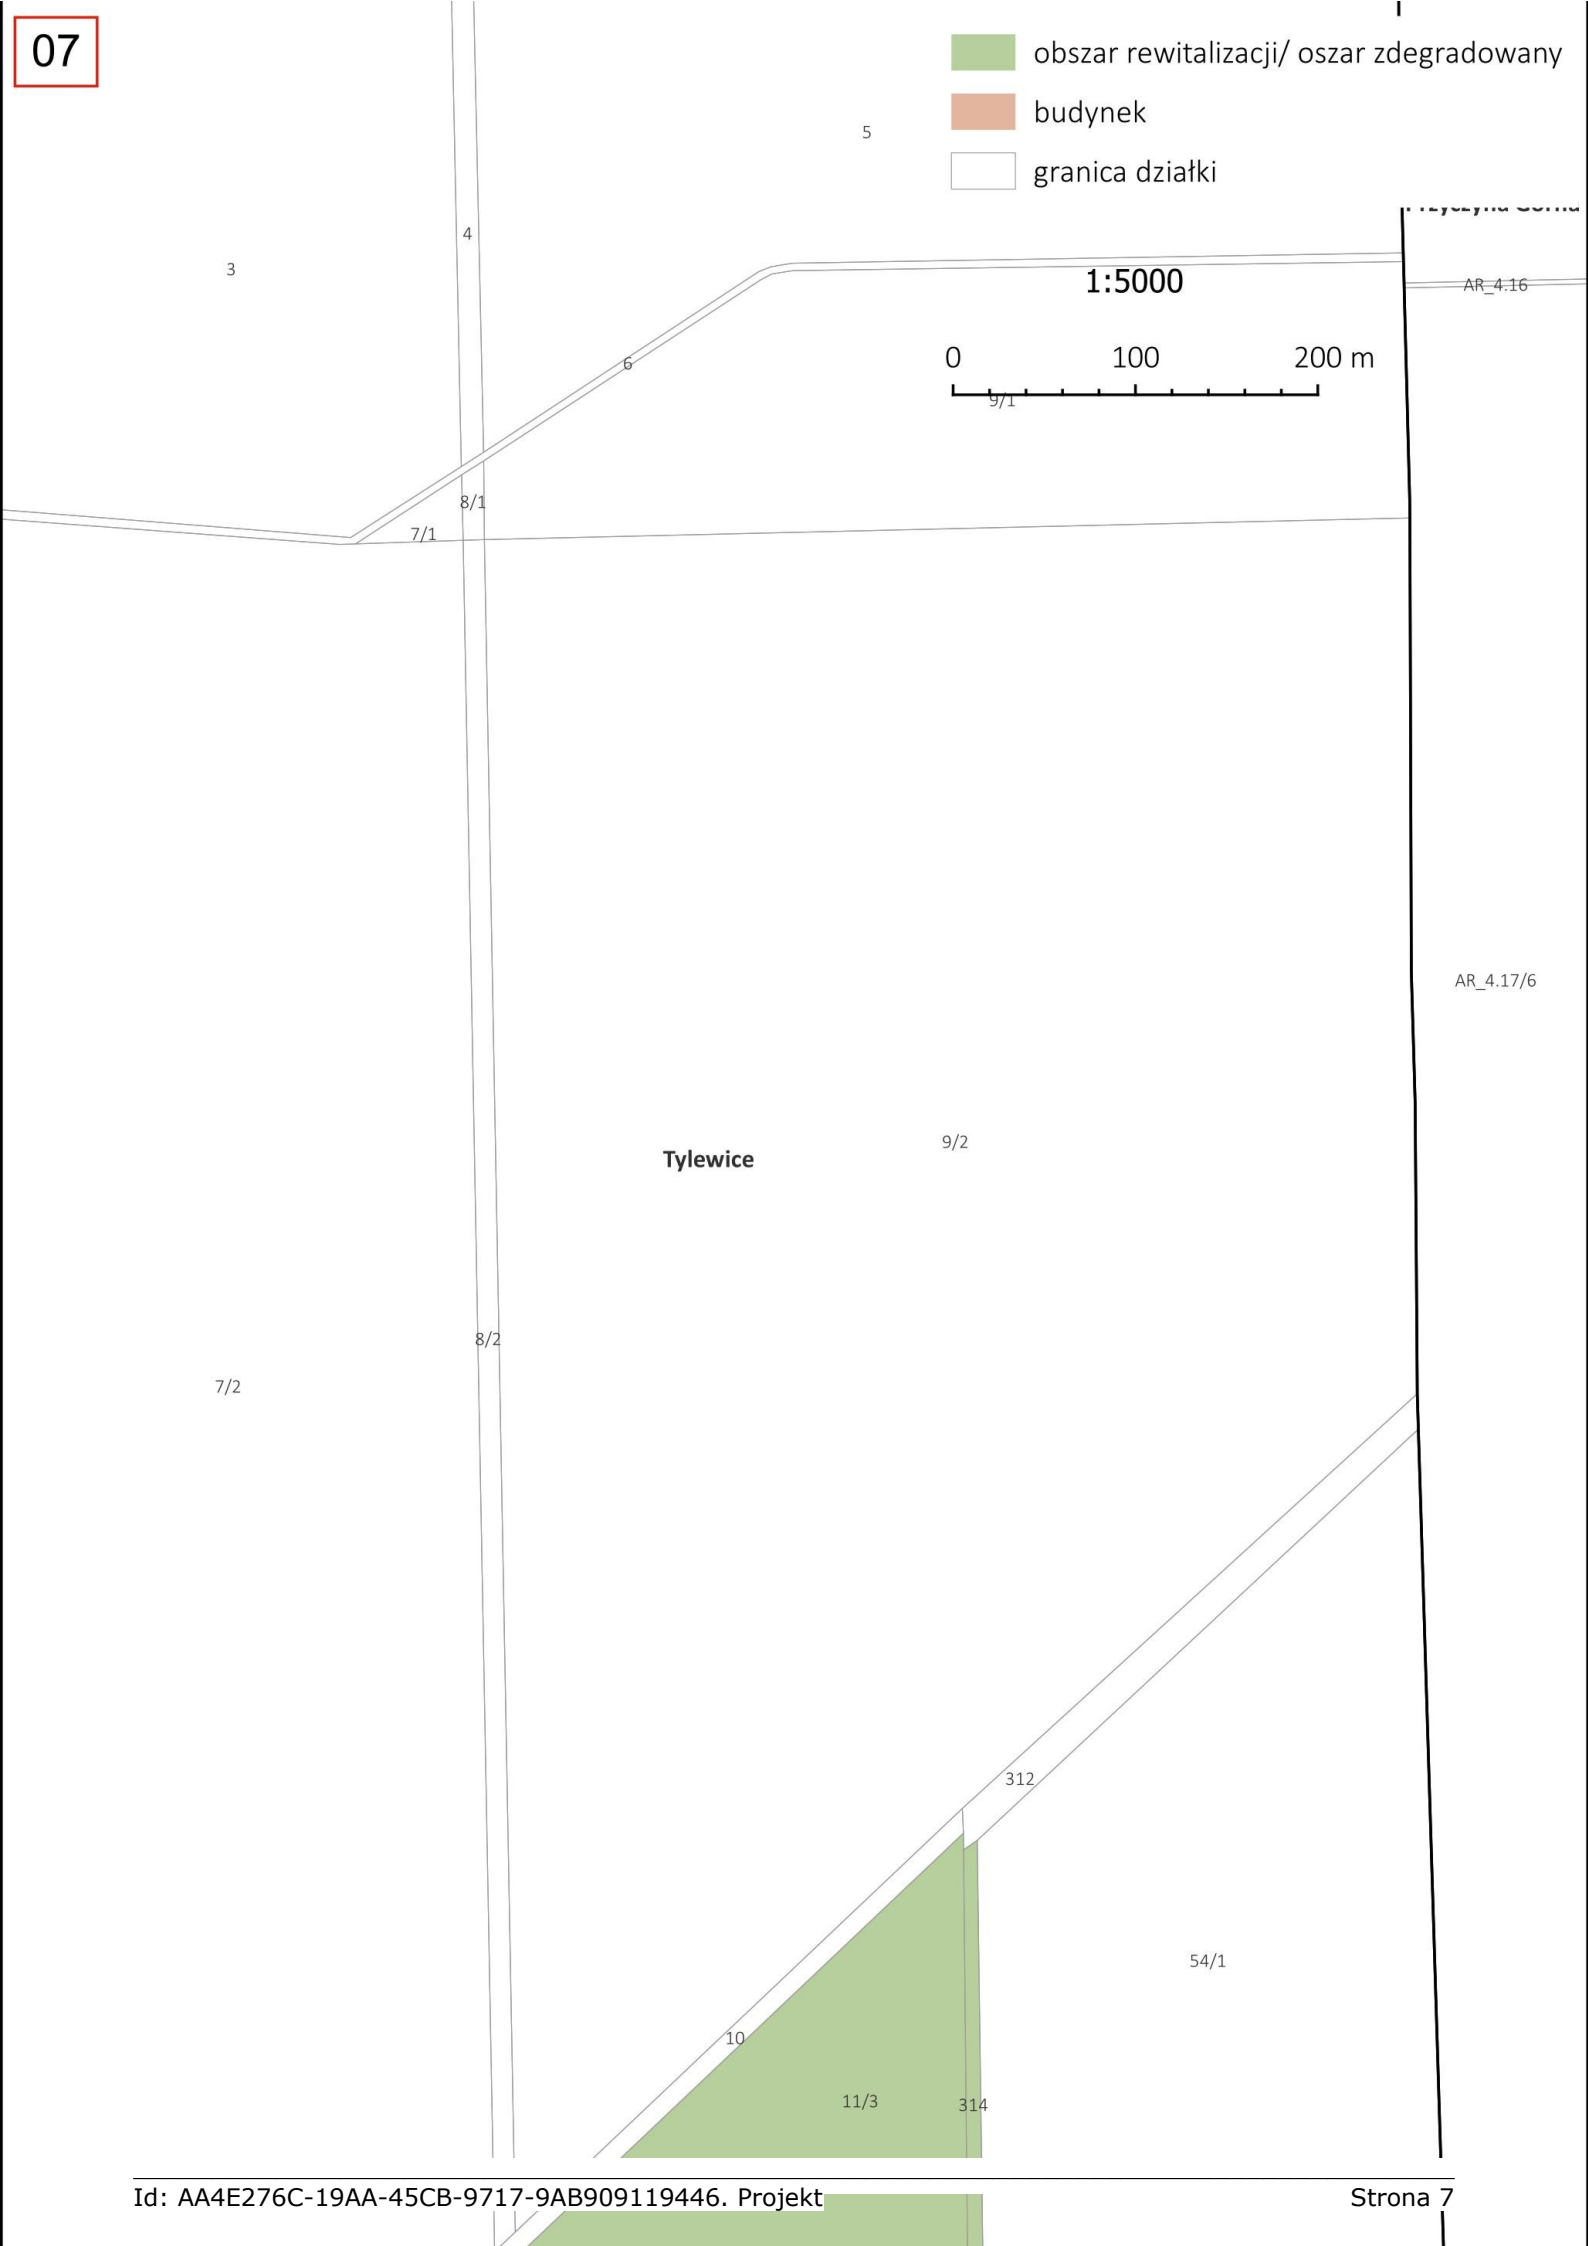 07
obszar rewitalizacji/ oszar zdegradowany
budynek
granica działki
5
4
3
1:5000
AR_4.16
0 100 200 m
6
9/1
8/1
7/1
AR_4.17/6
9/2
Tylewice
8/2
7/2
312
54/1
10
11/3
314
Id: AA4E276C-19AA-45CB-9717-9AB909119446. Projekt
Strona 7